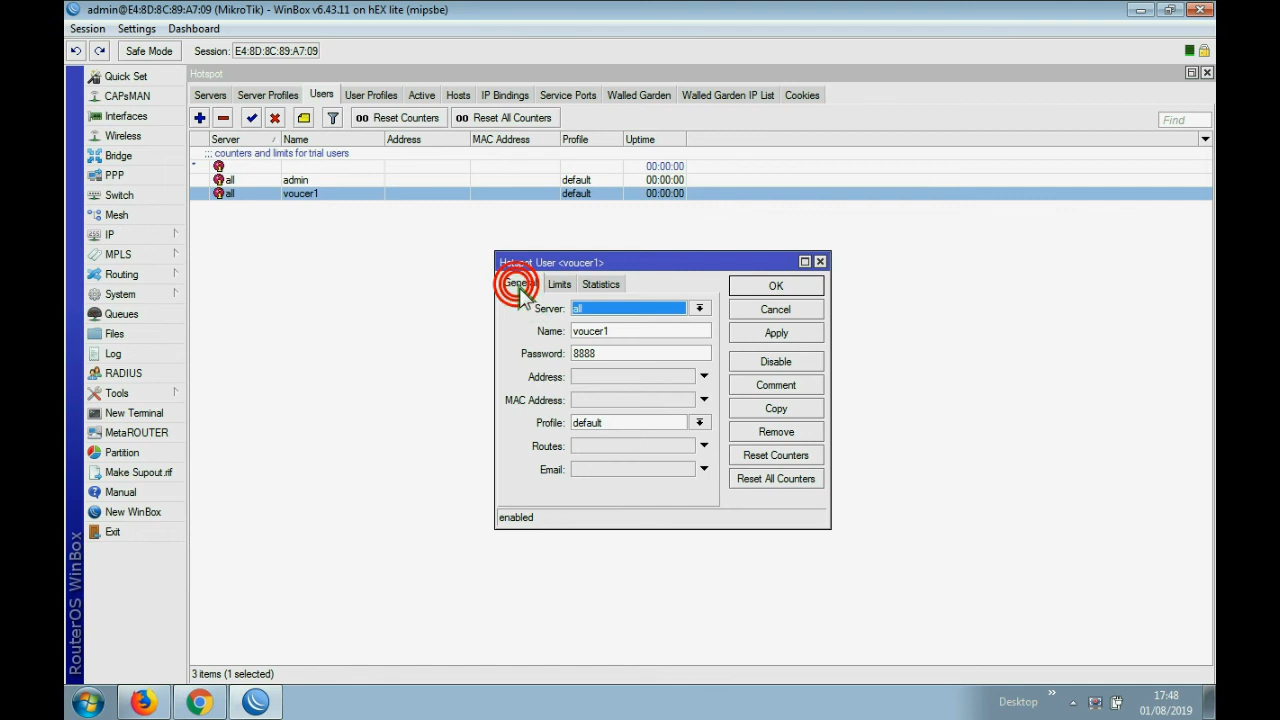 admin@E4:8D:8C:89:A7:09 (MikroTik) - WinBox v6.43.11 on hEX lite (mipsbe)
Session Settings Dashboard
Safe Mode Session: E4:8D:8C:89:A7:09
Quick Set
CAPsMAN
Interfaces
Wireless
Bridge
PPP
Switch
Mesh
IP
MPLS
Routing
System
Queues
Files
Log
RADIUS
Tools
New Terminal
MetaROUTER
Partition
Make Supout.rif
Manual
New WinBox
Exit
RouterOS WinBox
Hotspot
Servers Server Profiles Users User Profiles Active Hosts IP Bindings Service Ports Walled Garden Walled Garden IP List Cookies
00 Reset Counters 00 Reset All Counters Find
Server Name Address MAC Address Profile Uptime
;;; counters and limits for trial users
00:00:00
all admin default 00:00:00
all voucer1 default 00:00:00
Hotspot User <voucer1>
General Limits Statistics
Server: all
Name: voucer1
Password: 8888
Address:
MAC Address:
Profile: default
Routes:
Email:
OK
Cancel
Apply
Disable
Comment
Copy
Remove
Reset Counters
Reset All Counters
enabled
3 items (1 selected)
Desktop
17:48
01/08/2019